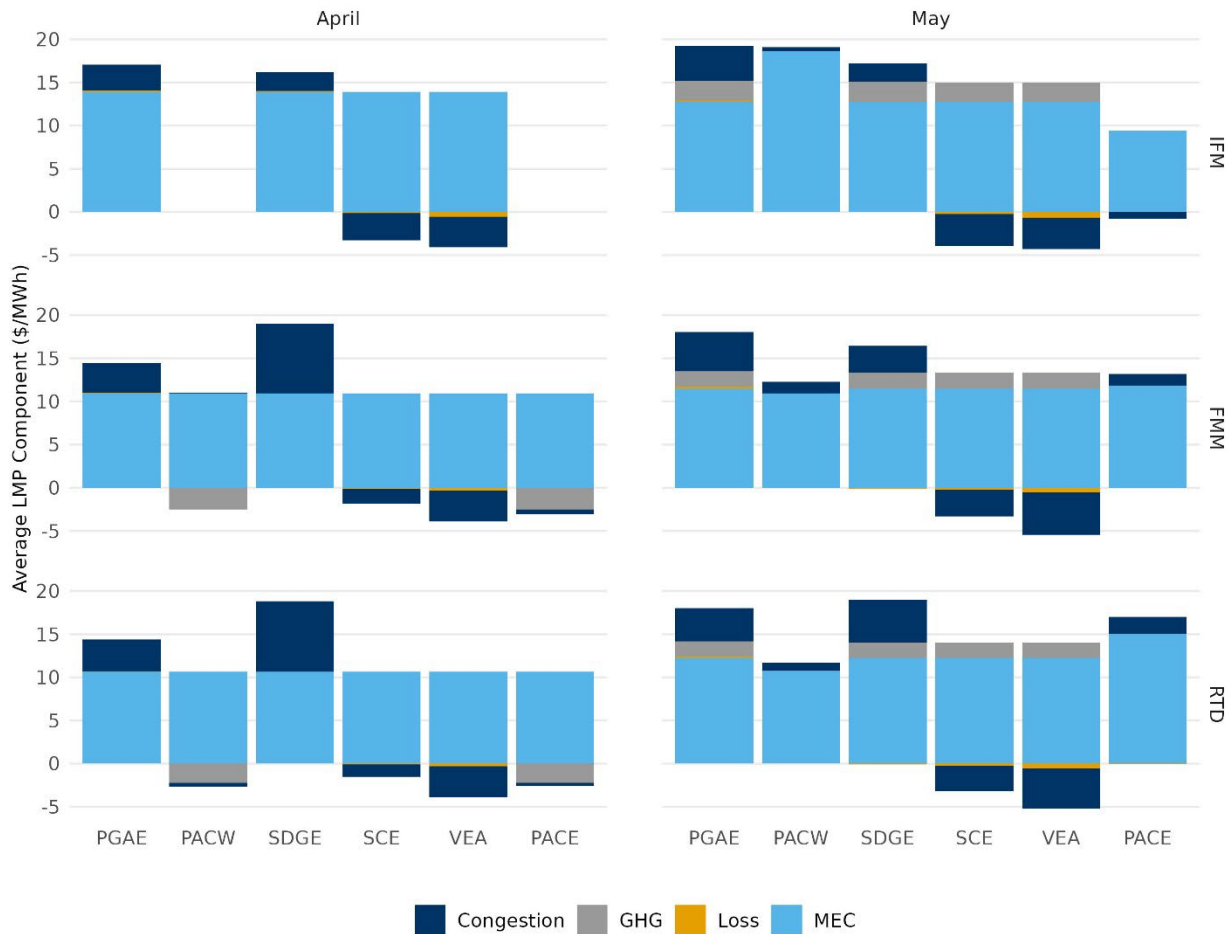 April
May
Average LMP Component ($/MWh)
20
15
10
5
0
-5
IFM
20
15
10
5
0
-5
FMM
20
15
10
5
0
-5
RTD
PGAE PACW SDGE SCE VEA PACE
PGAE PACW SDGE SCE VEA PACE
Congestion GHG Loss MEC